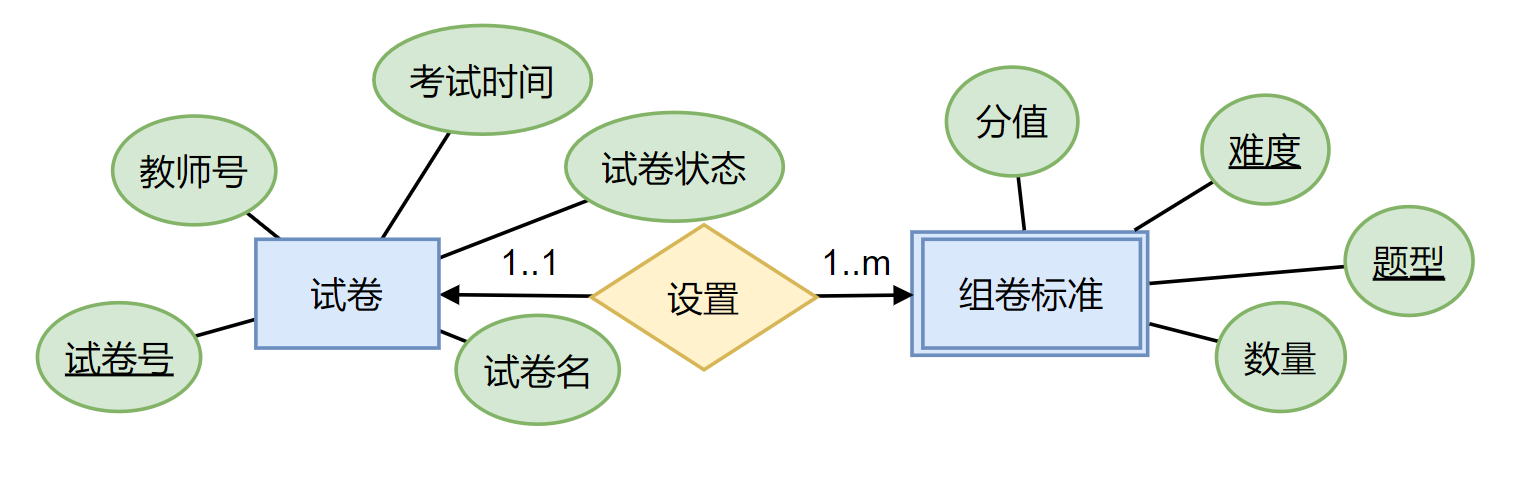 考试时间
分值
教师号
试卷状态
难度
1..1
1..m
题型
试卷
设置
组卷标准
试卷号
试卷名
数量